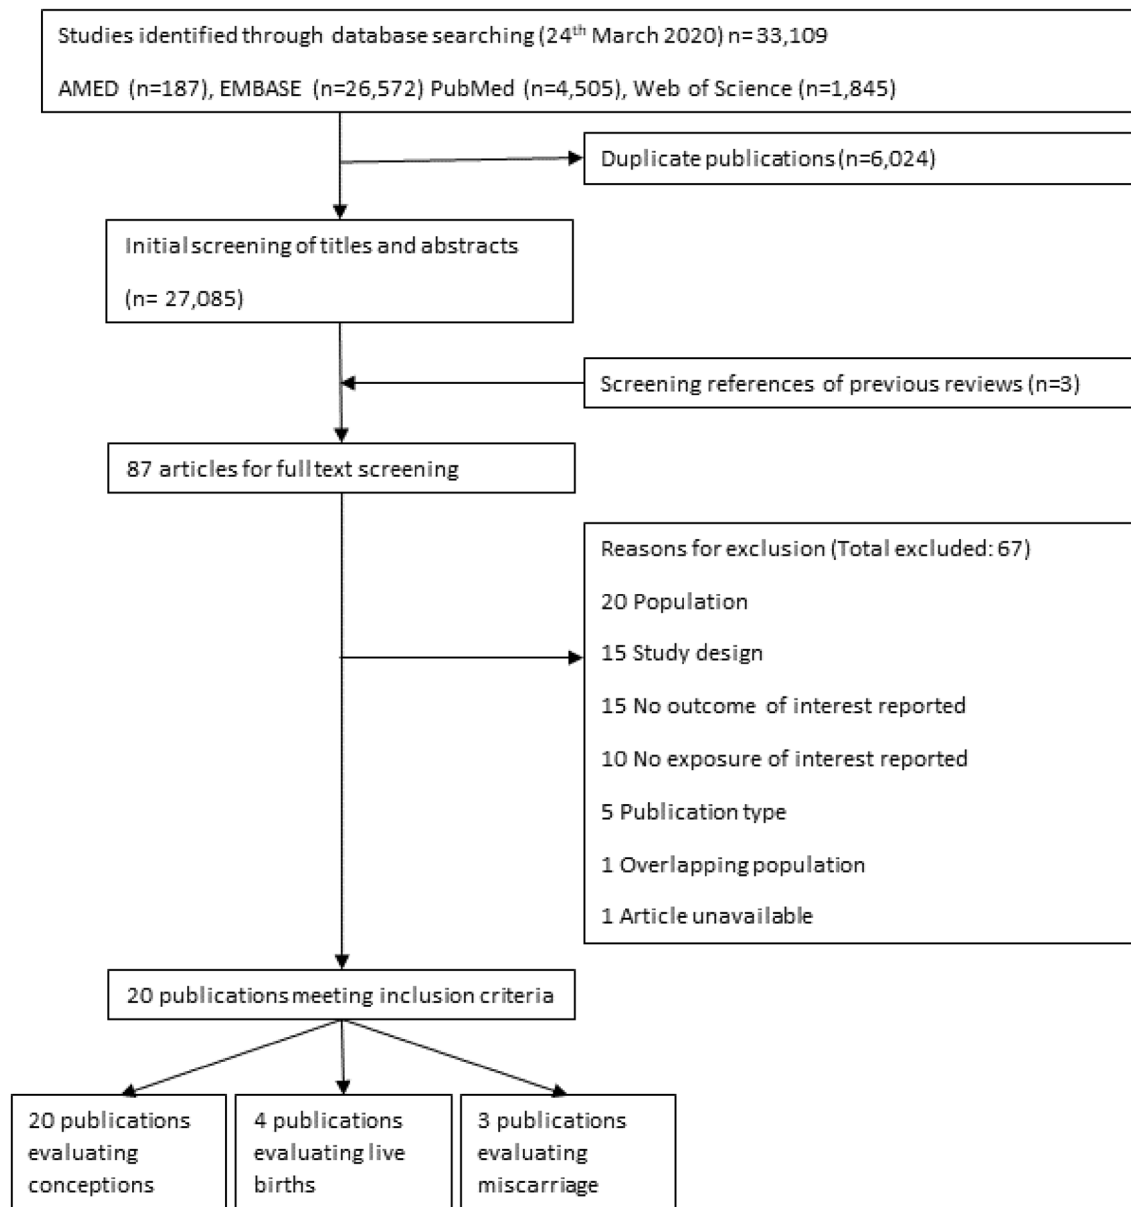 Studies identified through database searching (24th March 2020) n= 33,109
AMED (n=187), EMBASE (n=26,572) PubMed (n=4,505), Web of Science (n=1,845)
Duplicate publications (n=6,024)
Initial screening of titles and abstracts
(n= 27,085)
Screening references of previous reviews (n=3)
87 articles for full text screening
Reasons for exclusion (Total excluded: 67)
20 Population
15 Study design
15 No outcome of interest reported
10 No exposure of interest reported
5 Publication type
1 Overlapping population
1 Article unavailable
20 publications meeting inclusion criteria
20 publications
evaluating
conceptions
4 publications
evaluating live
births
3 publications
evaluating
miscarriage